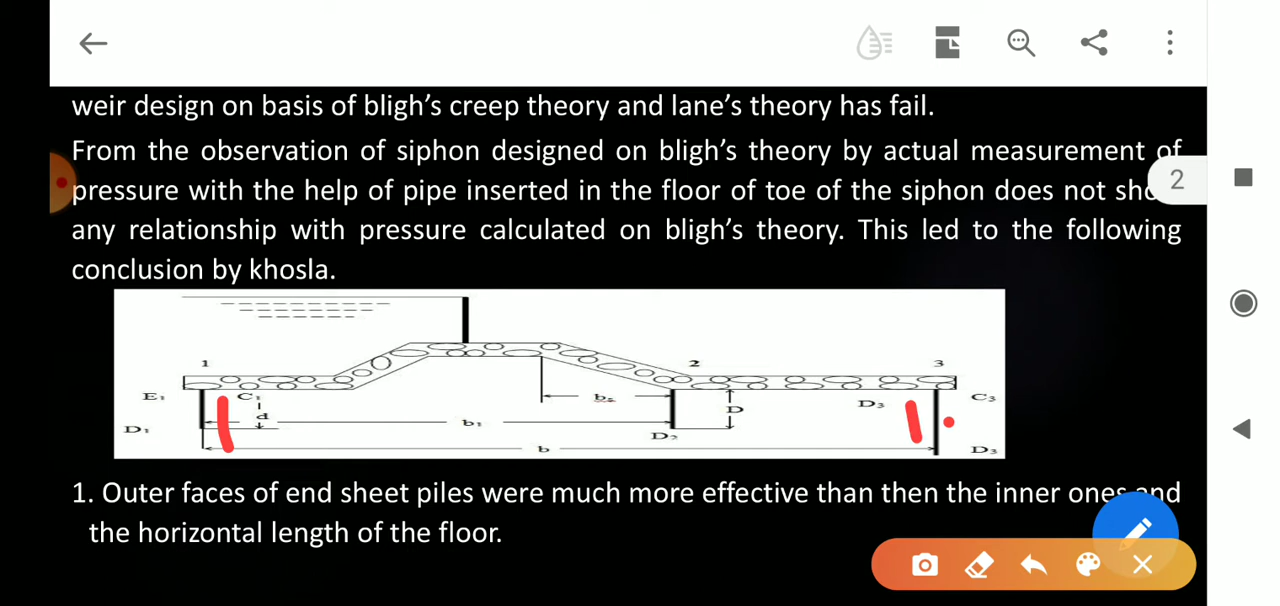 weir design on basis of bligh's creep theory and lane's theory has fail.
From the observation of siphon designed on bligh's theory by actual measurement of
2
pressure with the help of pipe inserted in the floor of toe of the siphon does not
any relationship with pressure calculated on bligh's theory. This led to the following
conclusion by khosla.
1 2 3
E₁ C₁ b₂ D D₃ C₃
d
D₁ b₁ D₂
b D₃
1. Outer faces of end sheet piles were much more effective than then the inner ones and
the horizontal length of the floor.